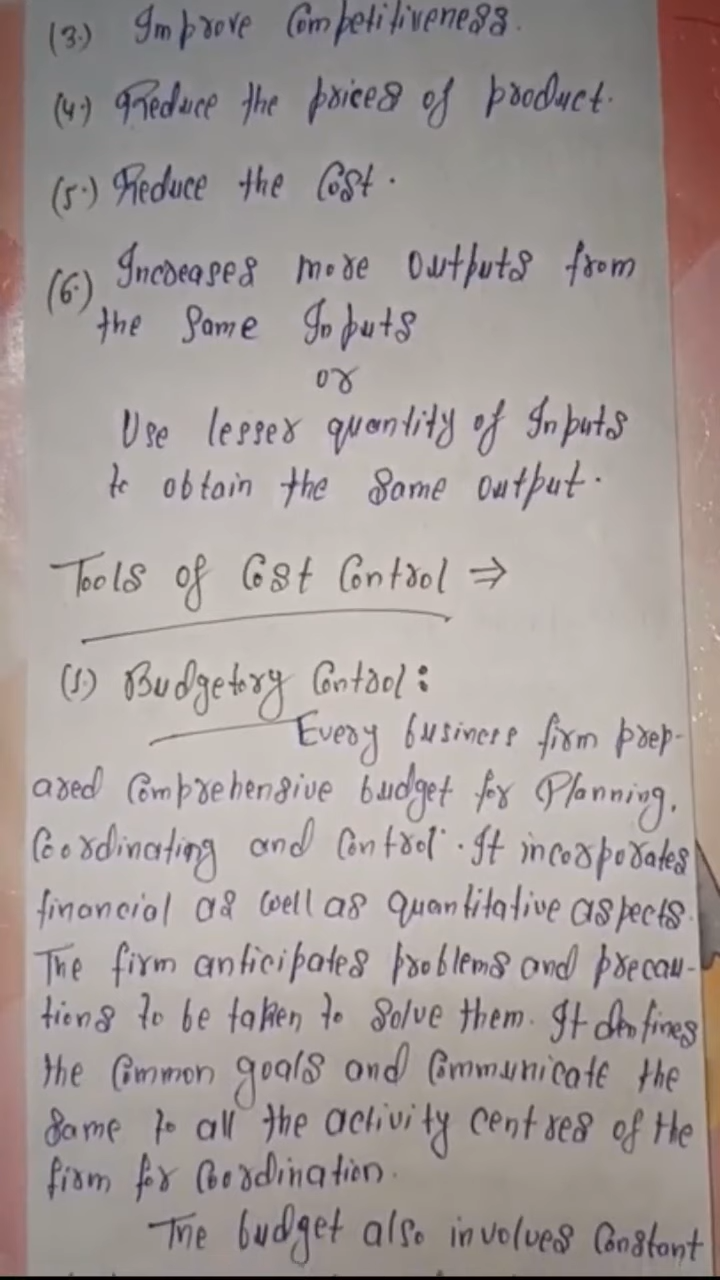 (3.) Improve Competitiveness.
(4.) Reduce the prices of product.
(5.) Reduce the Cost.
(6.) Increases more outputs from
the Same Inputs
or
Use lesser quantity of Inputs
to obtain the Same output.
Tools of Cost Control ⇒
(1.) Budgetory Control:
Every business firm prep-
ared Comprehensive budget for Planning,
Coordinating and Control. It incorporates
financial as well as quantitative aspects.
The firm anticipates problems and precau-
tions to be taken to Solve them. It defines
the Common goals and Communicate the
Same to all the activity centres of the
firm for Coordination.
The budget also involves Constant